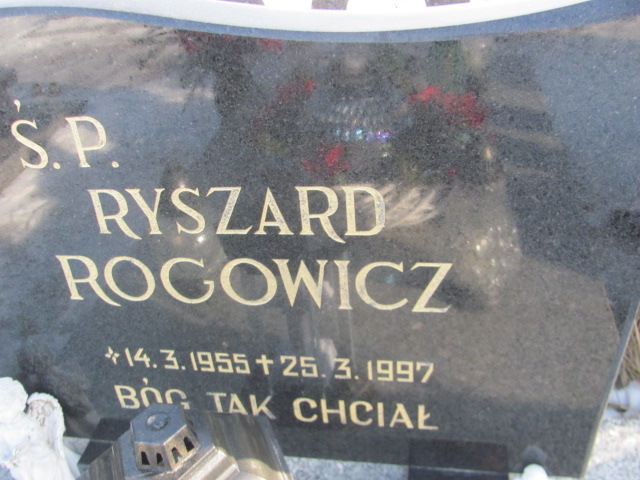 Ś.P.
RYSZARD
ROGOWICZ
14.3.1955 + 25.3.1997
BÓG TAK CHCIAŁ